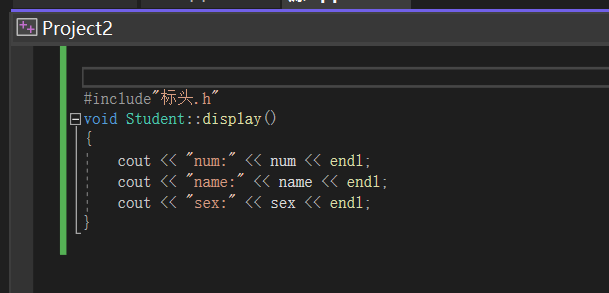 Project2
#include"标头.h"
void Student::display()
{
cout << "num:" << num << endl;
cout << "name:" << name << endl;
cout << "sex:" << sex << endl;
}